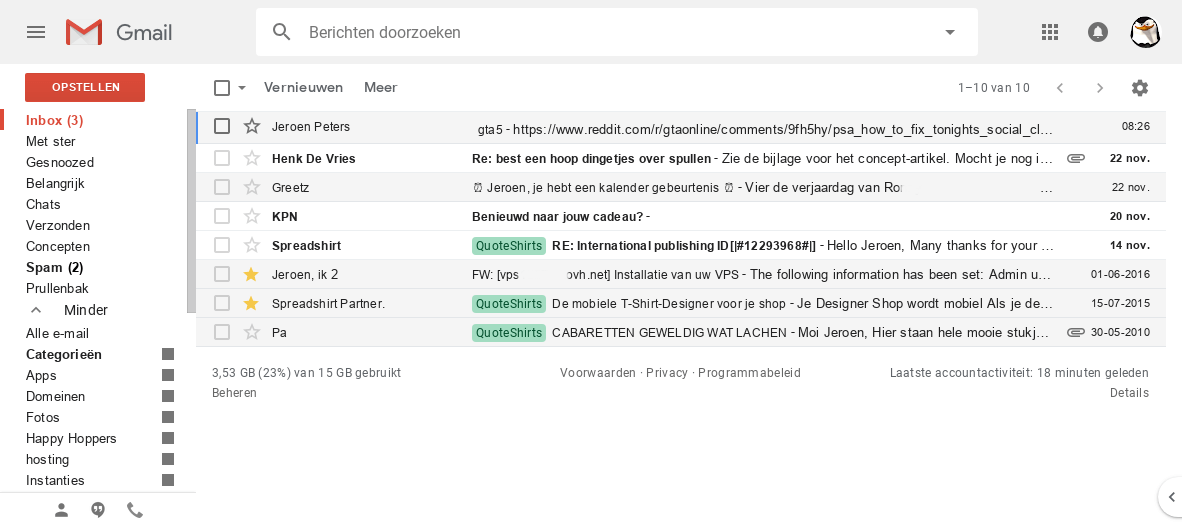 Gmail
Berichten doorzoeken
OPSTELLEN
Vernieuwen Meer
1–10 van 10
Inbox (3)
Met ster
Gesnoozed
Belangrijk
Chats
Verzonden
Concepten
Spam (2)
Prullenbak
Minder
Alle e-mail
Categorieën
Apps
Domeinen
Fotos
Happy Hoppers
hosting
Instanties
Jeroen Peters gta5 - https://www.reddit.com/r/gtaonline/comments/9fh5hy/psa_how_to_fix_tonights_social_cl… 08:26
Henk De Vries Re: best een hoop dingetjes over spullen - Zie de bijlage voor het concept-artikel. Mocht je nog i… 22 nov.
Greetz ⏰ Jeroen, je hebt een kalender gebeurtenis ⏰ - Vier de verjaardag van … 22 nov.
KPN Benieuwd naar jouw cadeau? - 20 nov.
Spreadshirt QuoteShirts RE: International publishing ID[|#12293968#|] - Hello Jeroen, Many thanks for your … 14 nov.
Jeroen, ik 2 FW: [vps ovh.net] Installatie van uw VPS - The following information has been set: Admin u… 01-06-2016
Spreadshirt Partner. QuoteShirts De mobiele T-Shirt-Designer voor je shop - Je Designer Shop wordt mobiel Als je de… 15-07-2015
Pa QuoteShirts CABARETTEN GEWELDIG WAT LACHEN - Moi Jeroen, Hier staan hele mooie stukj… 30-05-2010
3,53 GB (23%) van 15 GB gebruikt
Beheren
Voorwaarden · Privacy · Programmabeleid
Laatste accountactiviteit: 18 minuten geleden
Details